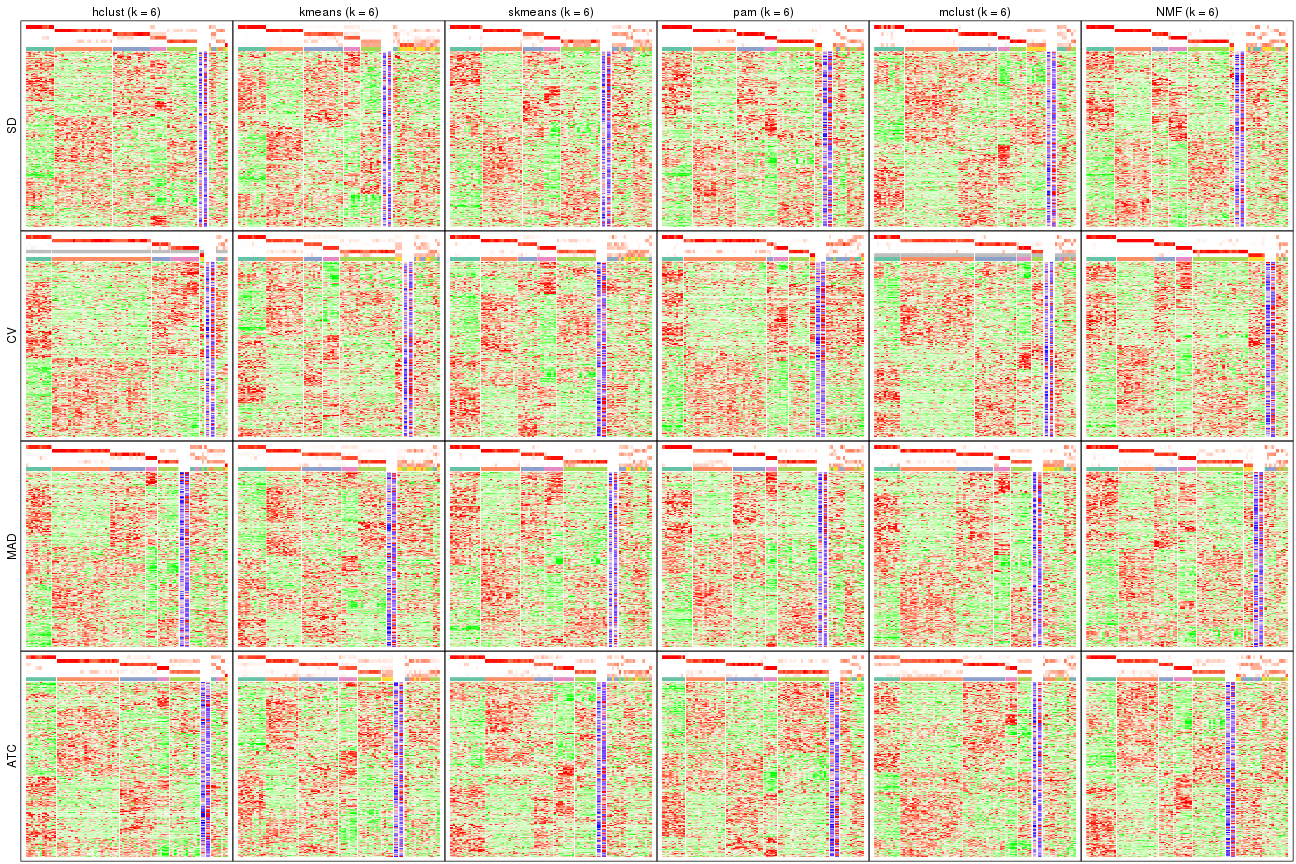 hclust (k = 6)
kmeans (k = 6)
skmeans (k = 6)
pam (k = 6)
mclust (k = 6)
NMF (k = 6)
SD
CV
MAD
ATC